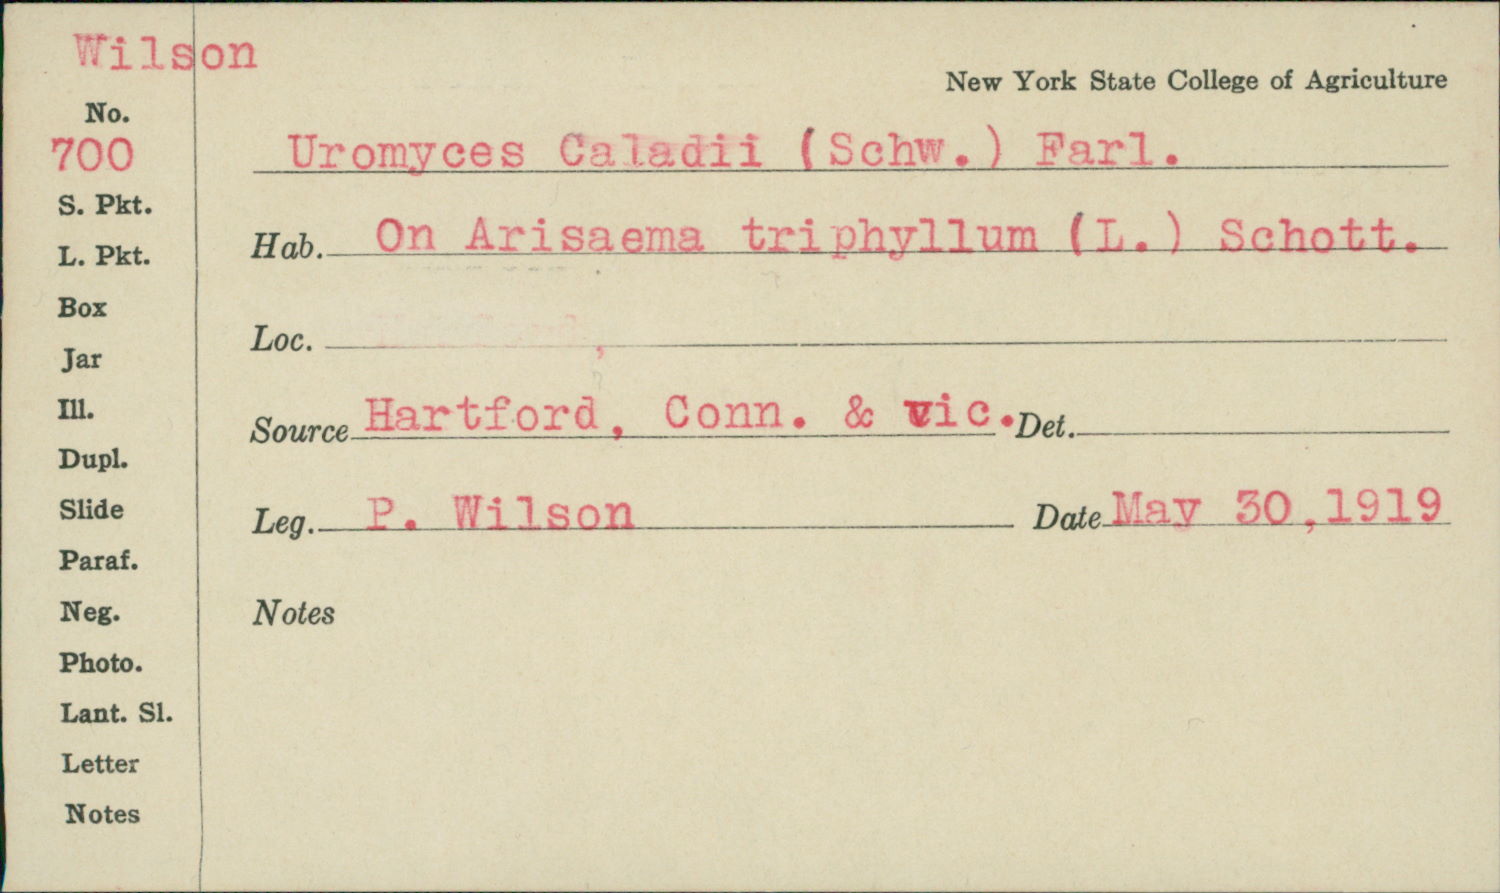 Wilson
New York State College of Agriculture
No.
700
Uromyces Caladii (Schw.) Farl.
S. Pkt.
Hab. On Arisaema triphyllum (L.) Schott.
L. Pkt.
Box
Loc. ,
Jar
Ill.
Source Hartford, Conn. & vic. Det.
Dupl.
Slide
Leg. P. Wilson Date May 30,1919
Paraf.
Neg.
Notes
Photo.
Lant. Sl.
Letter
Notes